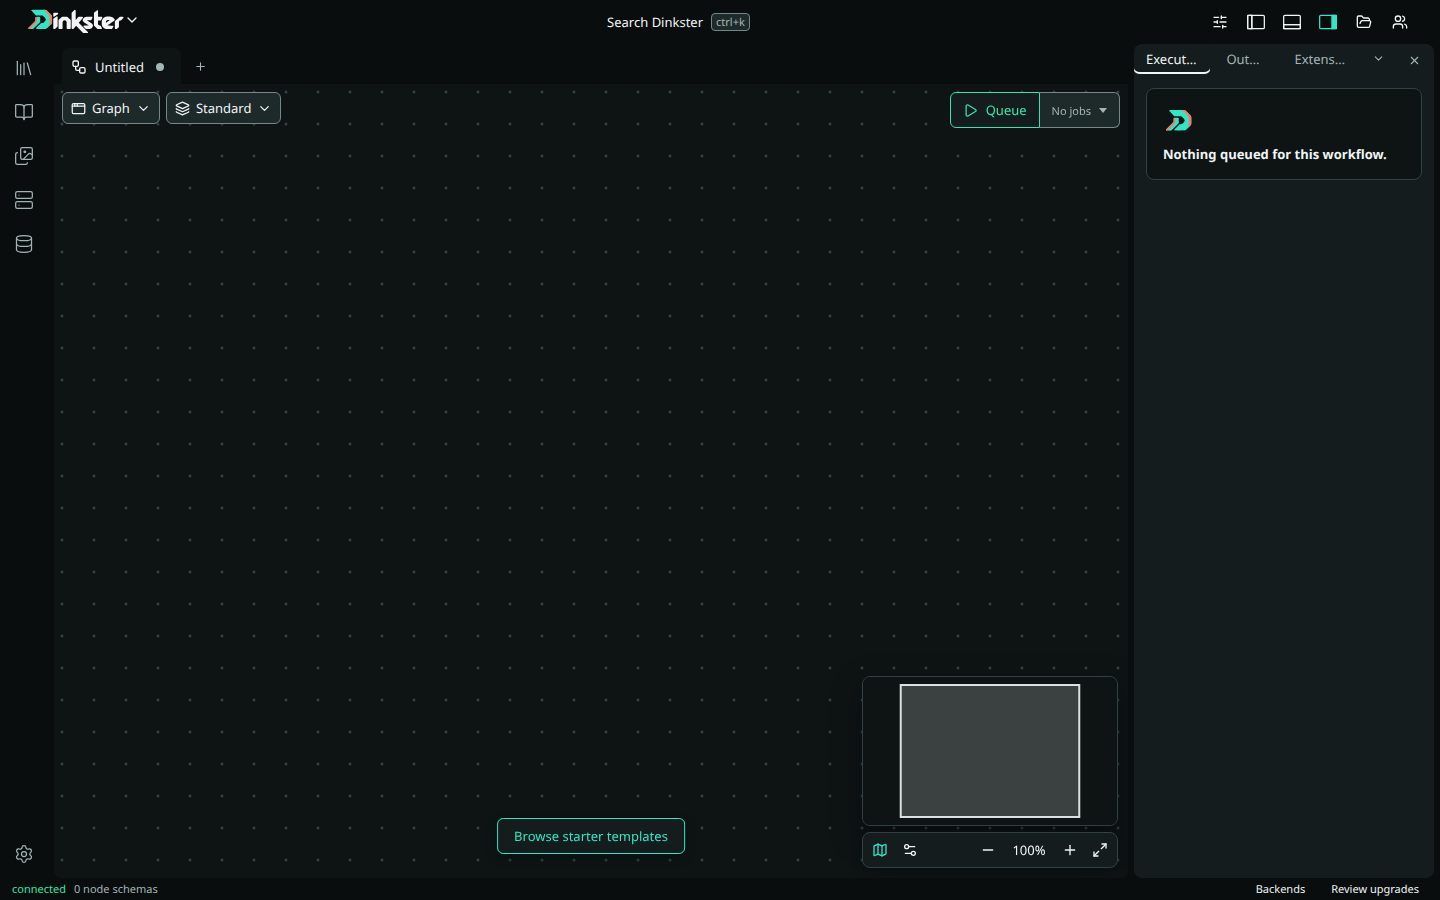 Dinkster
Search Dinkster ctrl+k
Untitled
Graph
Standard
Queue
No jobs
Execut...
Out...
Extens...
Nothing queued for this workflow.
Browse starter templates
100%
connected
0 node schemas
Backends
Review upgrades